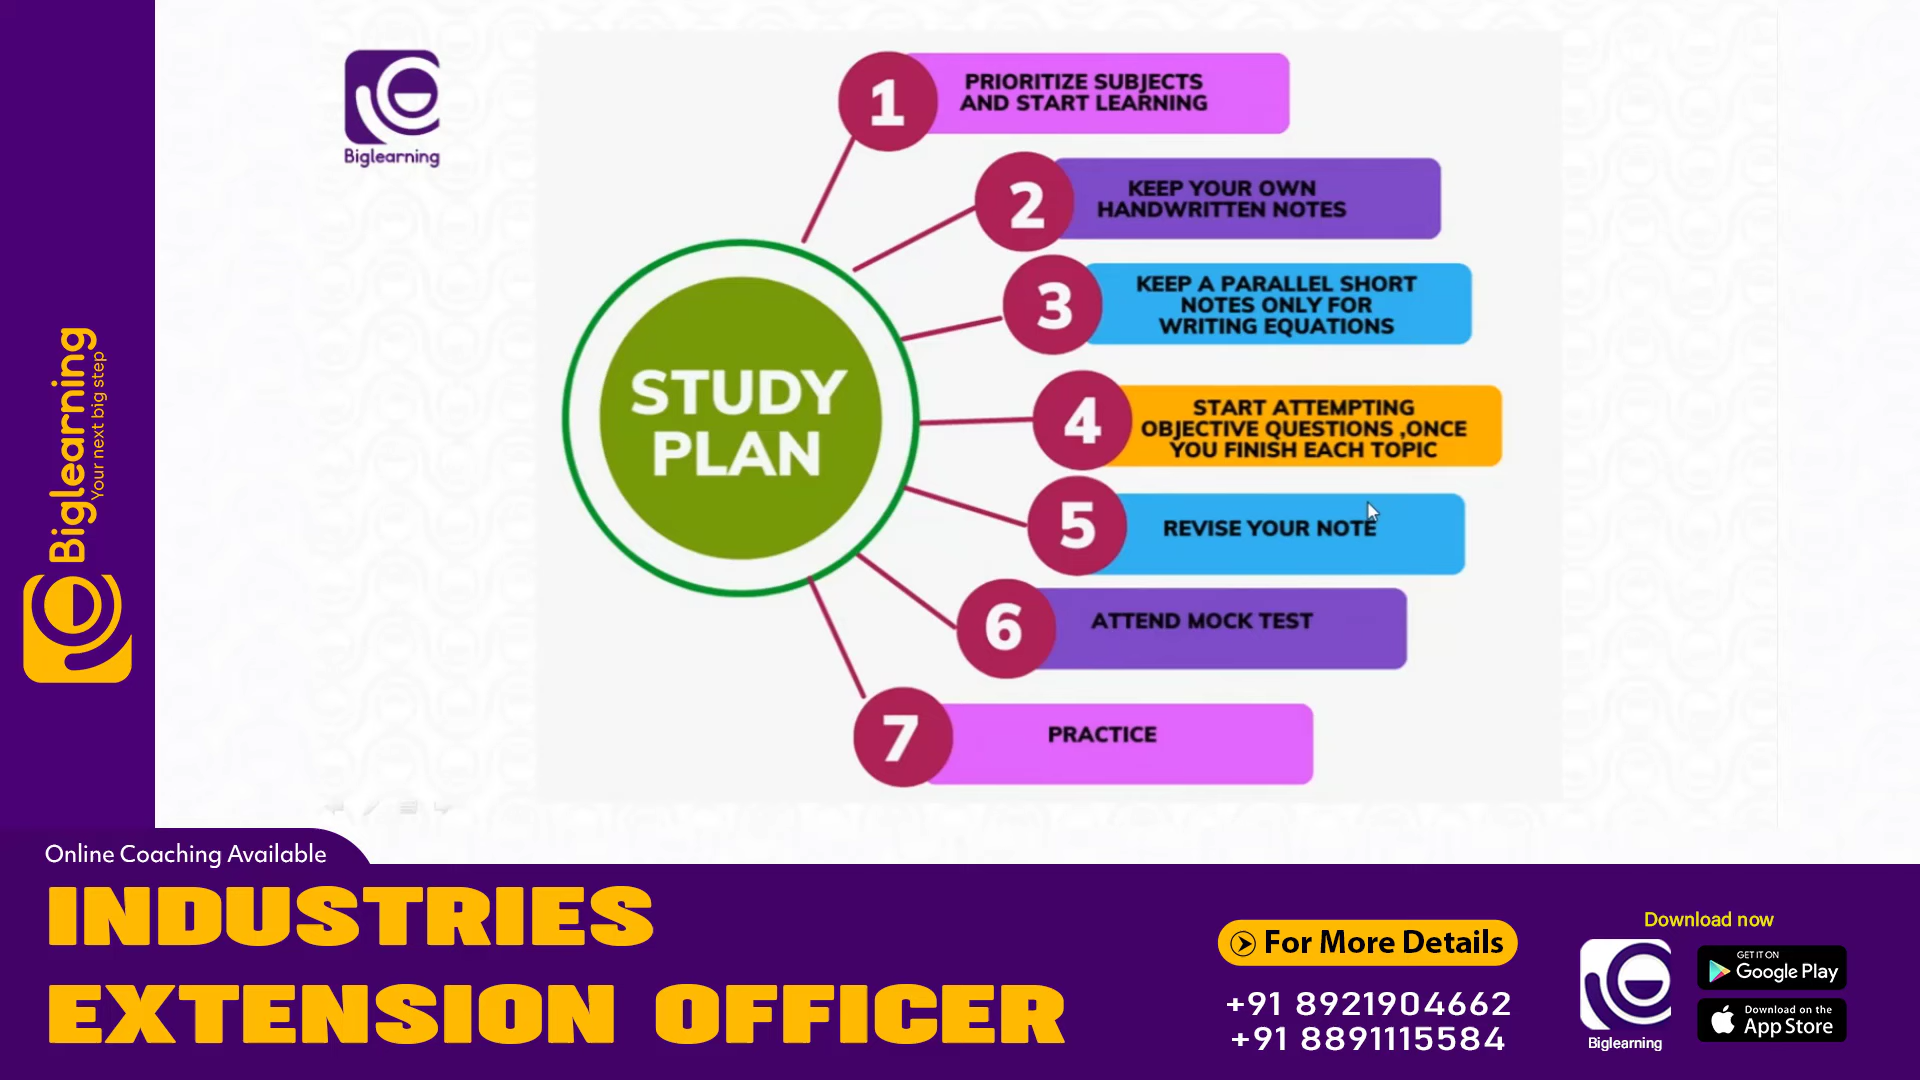 Biglearning
1
PRIORITIZE SUBJECTS
AND START LEARNING
2
KEEP YOUR OWN
HANDWRITTEN NOTES
3
KEEP A PARALLEL SHORT
NOTES ONLY FOR
WRITING EQUATIONS
STUDY
PLAN
4
START ATTEMPTING
OBJECTIVE QUESTIONS ,ONCE
YOU FINISH EACH TOPIC
5
REVISE YOUR NOTE
6
ATTEND MOCK TEST
7
PRACTICE
Biglearning
Your next big step
Online Coaching Available
INDUSTRIES
EXTENSION OFFICER
For More Details
+91 8921904662
+91 8891115584
Download now
Biglearning
GET IT ON
Google Play
Download on the
App Store